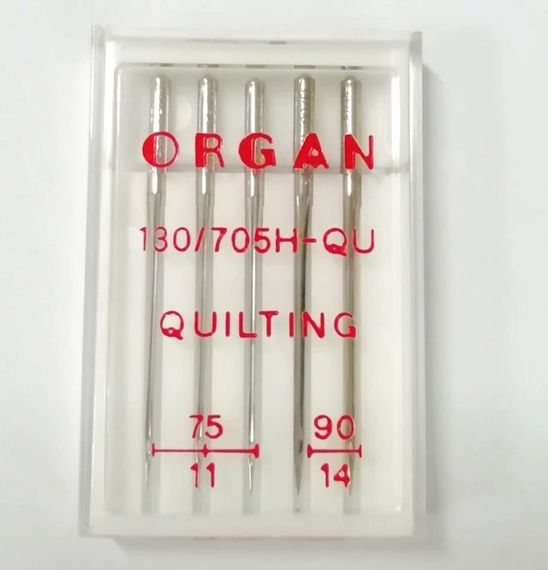 ORGAN
130/705H-QU
QUILTING
75 90
11 14